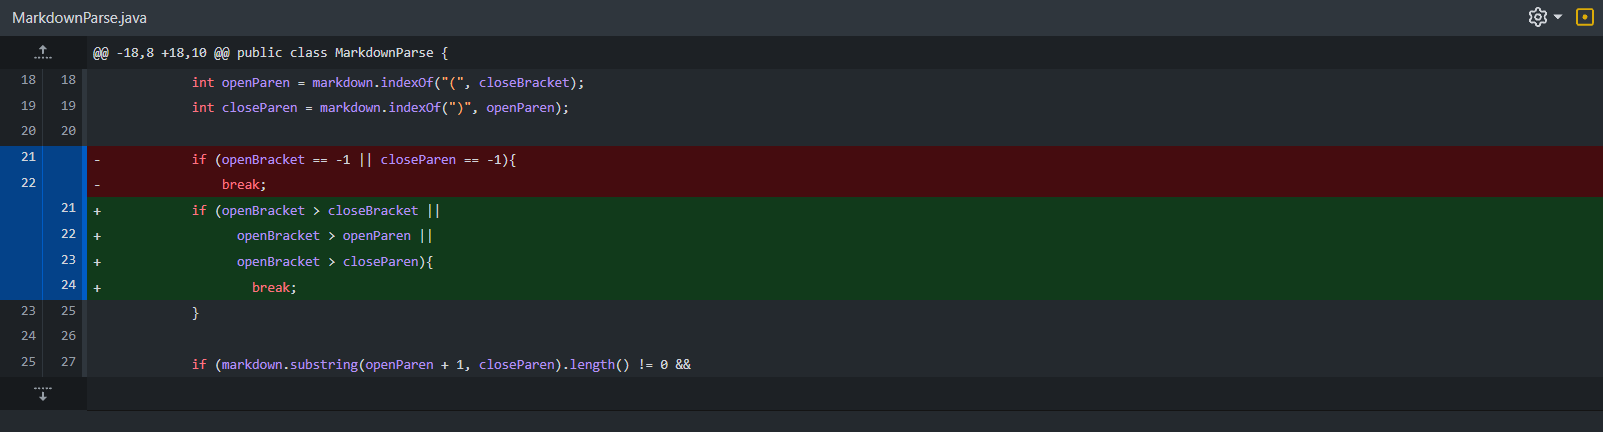 MarkdownParse.java
@@ -18,8 +18,10 @@ public class MarkdownParse {
18 18 int openParen = markdown.indexOf("(", closeBracket);
19 19 int closeParen = markdown.indexOf(")", openParen);
20 20
21 - if (openBracket == -1 || closeParen == -1){
22 - break;
21 + if (openBracket > closeBracket ||
22 + openBracket > openParen ||
23 + openBracket > closeParen){
24 + break;
23 25 }
24 26
25 27 if (markdown.substring(openParen + 1, closeParen).length() != 0 &&